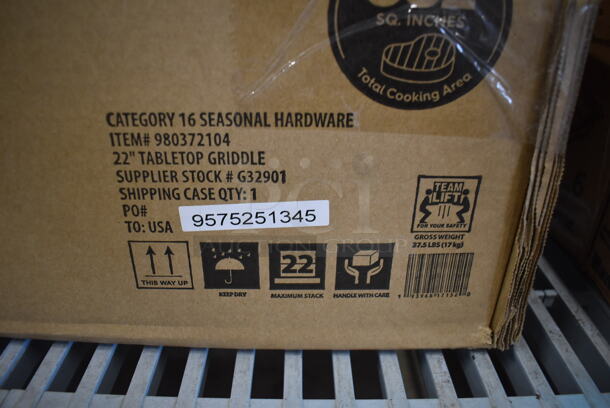 SQ. INCHES
Total Cooking Area
CATEGORY 16 SEASONAL HARDWARE
ITEM# 980372104
22" TABLETOP GRIDDLE
SUPPLIER STOCK # G32901
SHIPPING CASE QTY: 1
PO# 9575251345
TO: USA
TEAM
LIFT
FOR YOUR SAFETY
GROSS WEIGHT
37.5 LBS (17 kg)
THIS WAY UP
KEEP DRY
22
MAXIMUM STACK
HANDLE WITH CARE